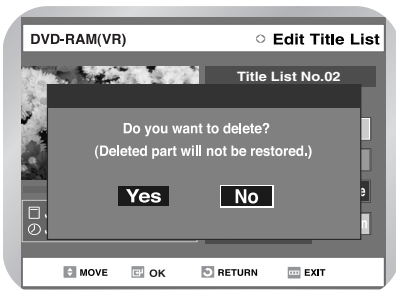 DVD-RAM(VR)
Edit Title List
Title List No.02
Do you want to delete?
(Deleted part will not be restored.)
Yes No
MOVE OK RETURN EXIT